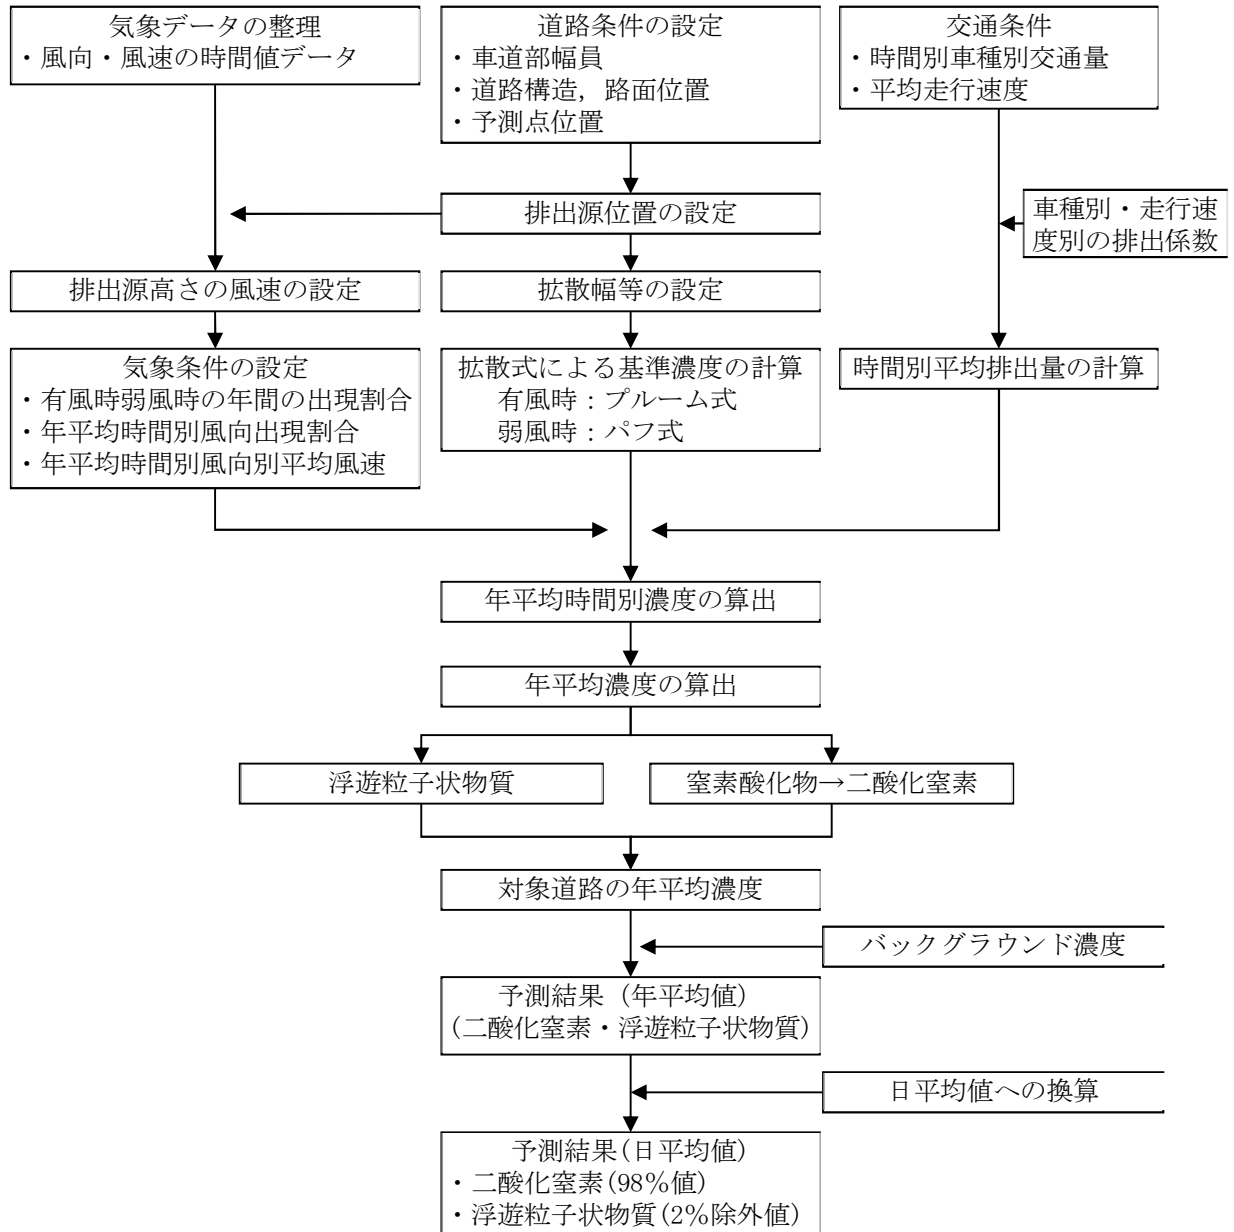 気象データの整理
・風向・風速の時間値データ
道路条件の設定
・車道部幅員
・道路構造，路面位置
・予測点位置
交通条件
・時間別車種別交通量
・平均走行速度
排出源位置の設定
車種別・走行速
度別の排出係数
排出源高さの風速の設定
拡散幅等の設定
気象条件の設定
・有風時弱風時の年間の出現割合
・年平均時間別風向出現割合
・年平均時間別風向別平均風速
拡散式による基準濃度の計算
有風時：プルーム式
弱風時：パフ式
時間別平均排出量の計算
年平均時間別濃度の算出
年平均濃度の算出
浮遊粒子状物質
窒素酸化物→二酸化窒素
対象道路の年平均濃度
バックグラウンド濃度
予測結果（年平均値）
(二酸化窒素・浮遊粒子状物質)
日平均値への換算
予測結果(日平均値)
・二酸化窒素(98%値)
・浮遊粒子状物質(2%除外値)